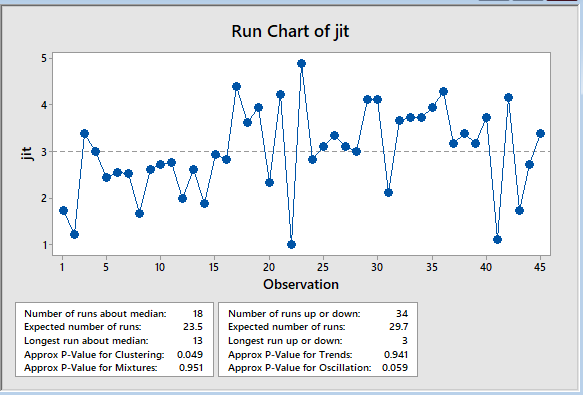 Run Chart of jit
5
4
3
2
1
jit
1 5 10 15 20 25 30 35 40 45
Observation
Number of runs about median: 18
Expected number of runs: 23.5
Longest run about median: 13
Approx P-Value for Clustering: 0.049
Approx P-Value for Mixtures: 0.951
Number of runs up or down: 34
Expected number of runs: 29.7
Longest run up or down: 3
Approx P-Value for Trends: 0.941
Approx P-Value for Oscillation: 0.059